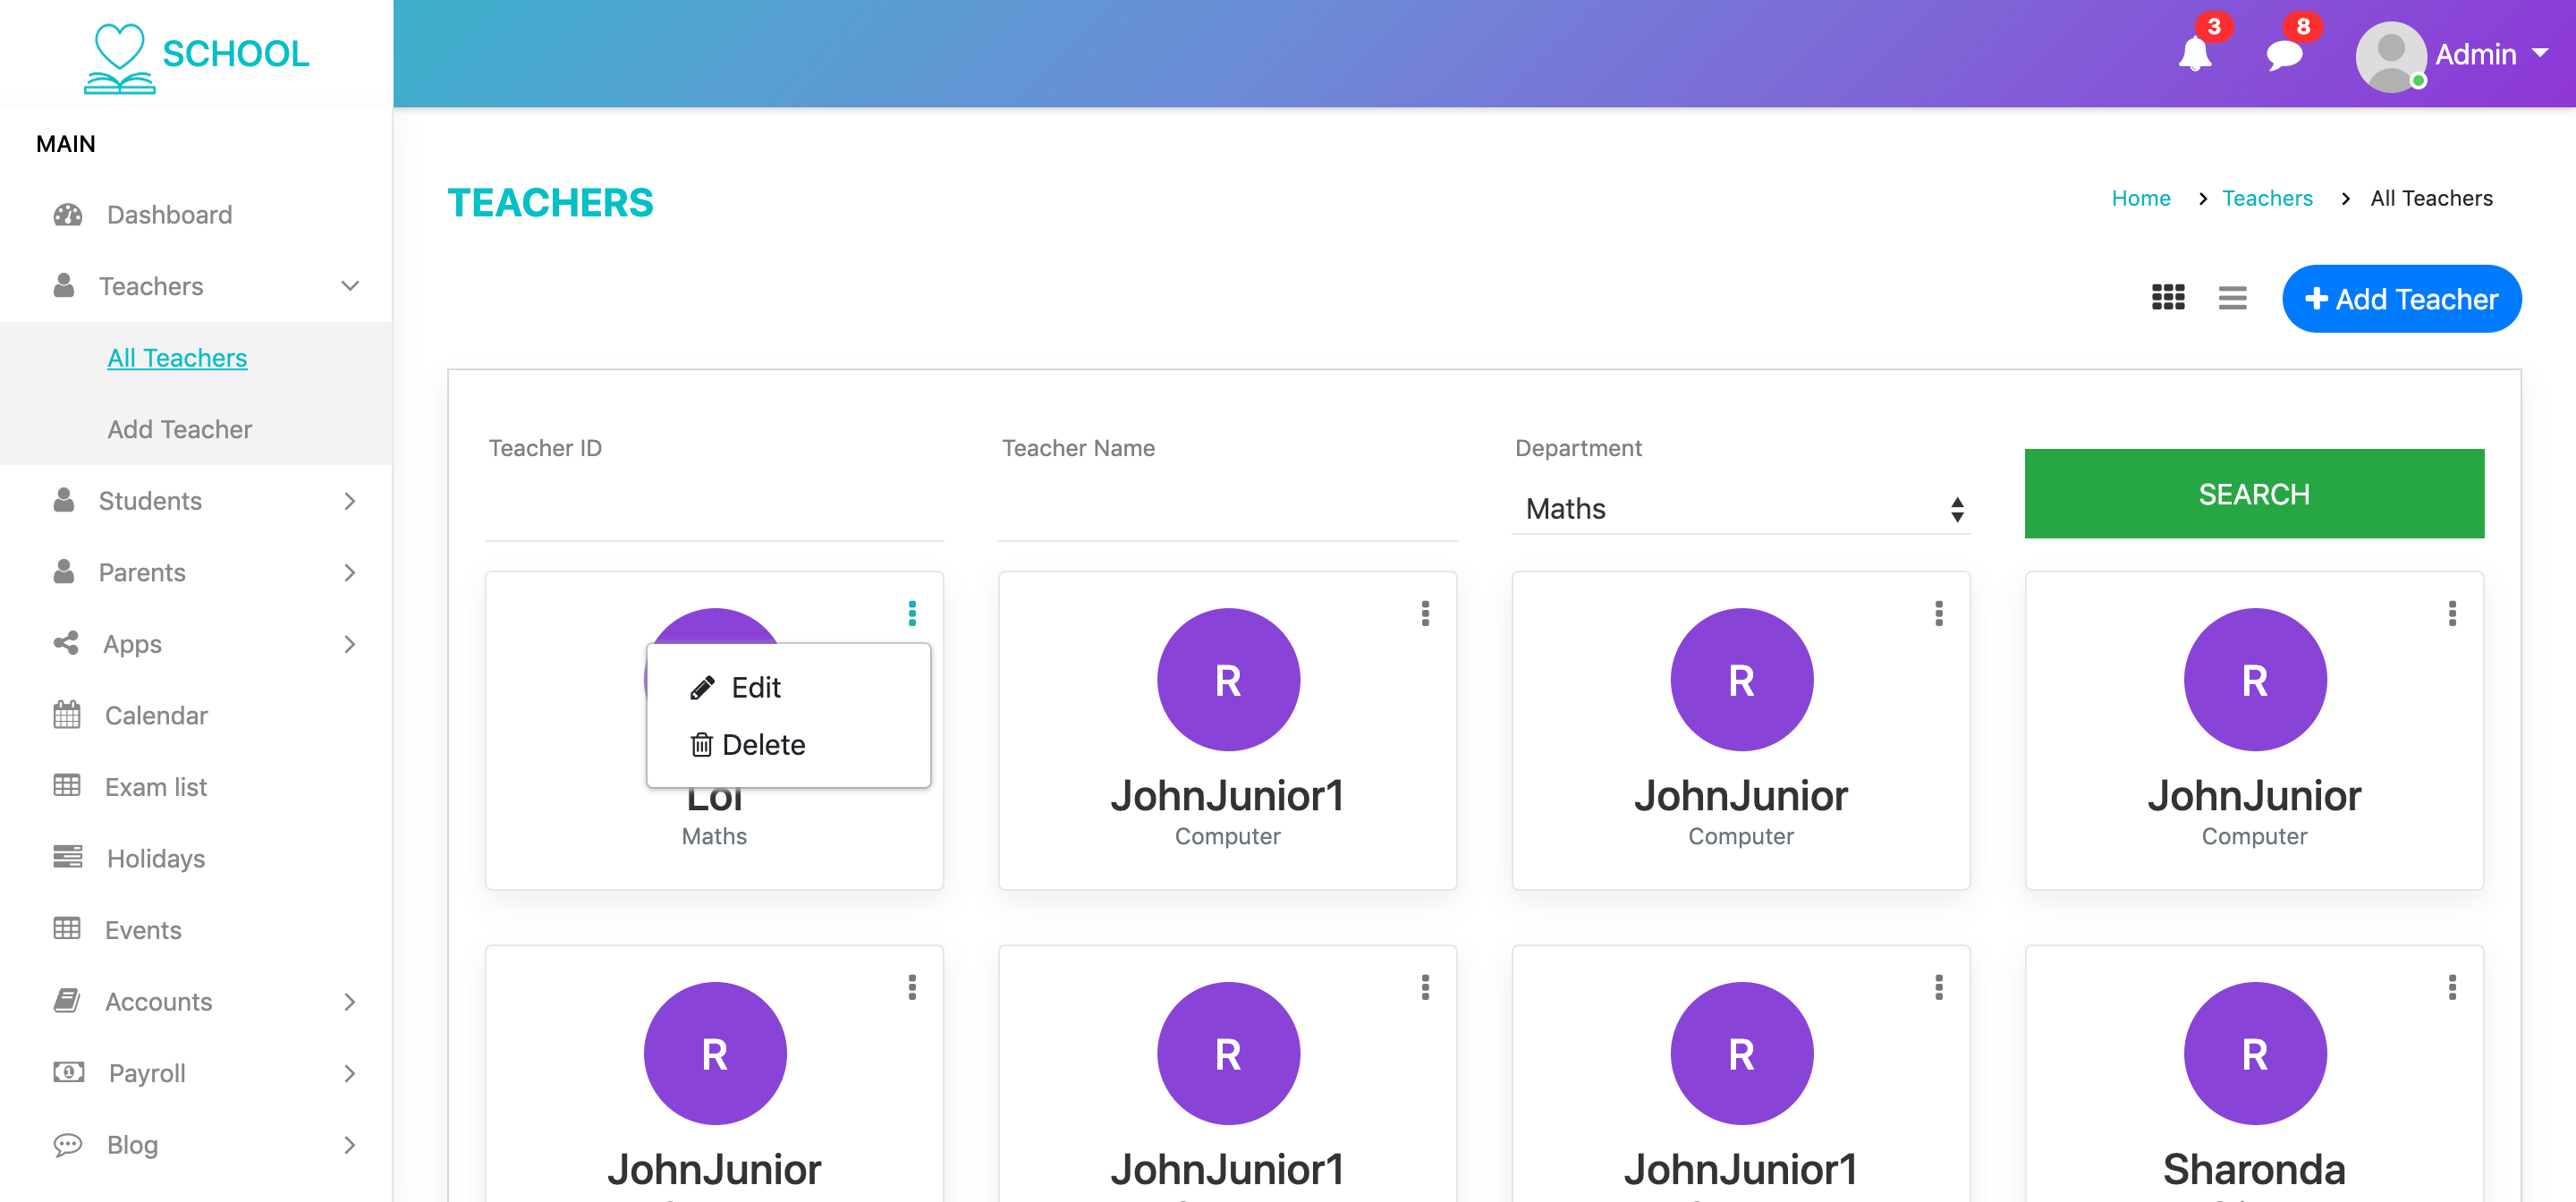 SCHOOL
3
8
Admin
MAIN
Dashboard
Teachers
All Teachers
Add Teacher
Students
Parents
Apps
Calendar
Exam list
Holidays
Events
Accounts
Payroll
Blog
TEACHERS
Home > Teachers > All Teachers
Add Teacher
Teacher ID
Teacher Name
Department
Maths
SEARCH
Edit
Delete
Maths
R
JohnJunior1
Computer
R
JohnJunior
Computer
R
JohnJunior
Computer
R
JohnJunior
R
JohnJunior1
R
JohnJunior1
R
Sharonda